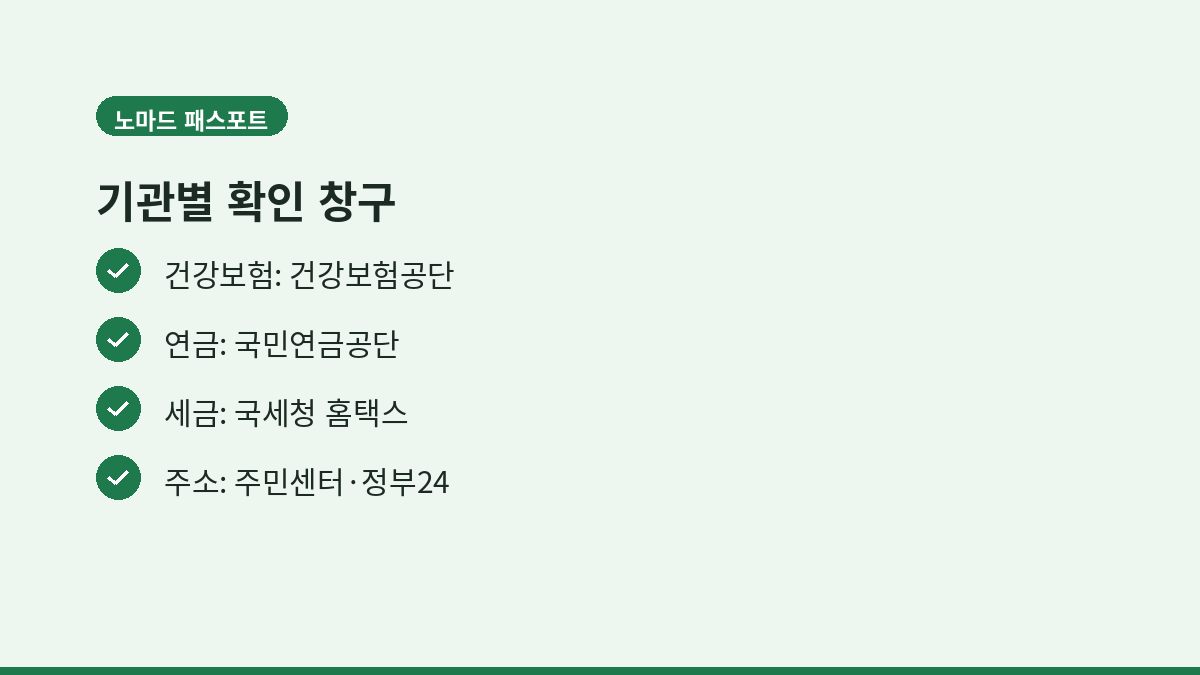 노마드 패스포트
기관별 확인 창구
건강보험: 건강보험공단
연금: 국민연금공단
세금: 국세청 홈택스
주소: 주민센터·정부24